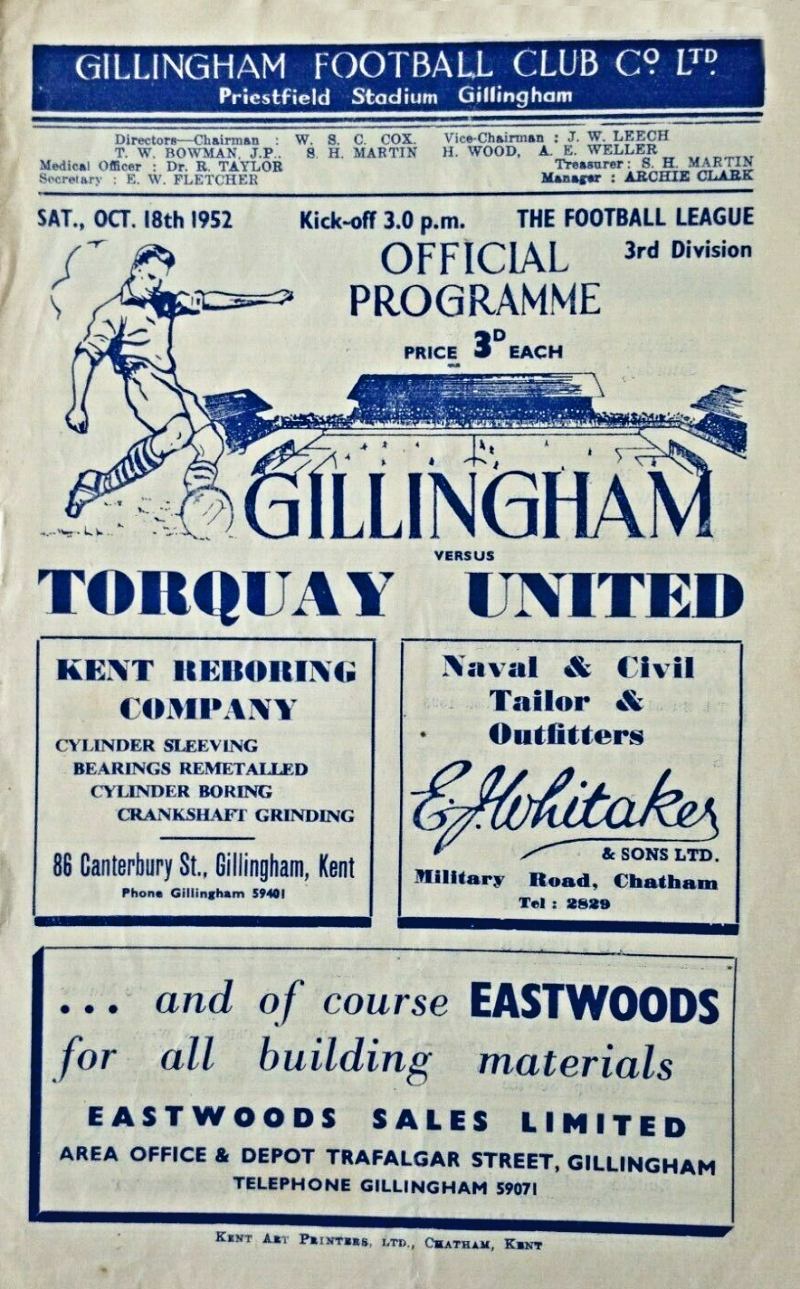 GILLINGHAM FOOTBALL CLUB Cº LTD.
Priestfield Stadium Gillingham
Directors—Chairman : W. S. C. COX. Vice-Chairman : J. W. LEECH
T. W. BOWMAN, J.P.. S. H. MARTIN H. WOOD, A. E. WELLER
Medical Officer : Dr. R. TAYLOR Treasurer : S. H. MARTIN
Secretary : E. W. FLETCHER Manager : ARCHIE CLARK
SAT., OCT. 18th 1952 Kick-off 3.0 p.m. THE FOOTBALL LEAGUE
3rd Division
OFFICIAL
PROGRAMME
PRICE 3D EACH
GILLINGHAM
VERSUS
TORQUAY UNITED
KENT REBORING
COMPANY
CYLINDER SLEEVING
BEARINGS REMETALLED
CYLINDER BORING
CRANKSHAFT GRINDING
86 Canterbury St., Gillingham, Kent
Phone Gillingham 59401
Naval & Civil
Tailor &
Outfitters
E. J. Whitaker
& SONS LTD.
Military Road, Chatham
Tel : 2829
... and of course EASTWOODS
for all building materials
EASTWOODS SALES LIMITED
AREA OFFICE & DEPOT TRAFALGAR STREET, GILLINGHAM
TELEPHONE GILLINGHAM 59071
KENT ART PRINTERS, LTD., CHATHAM, KENT